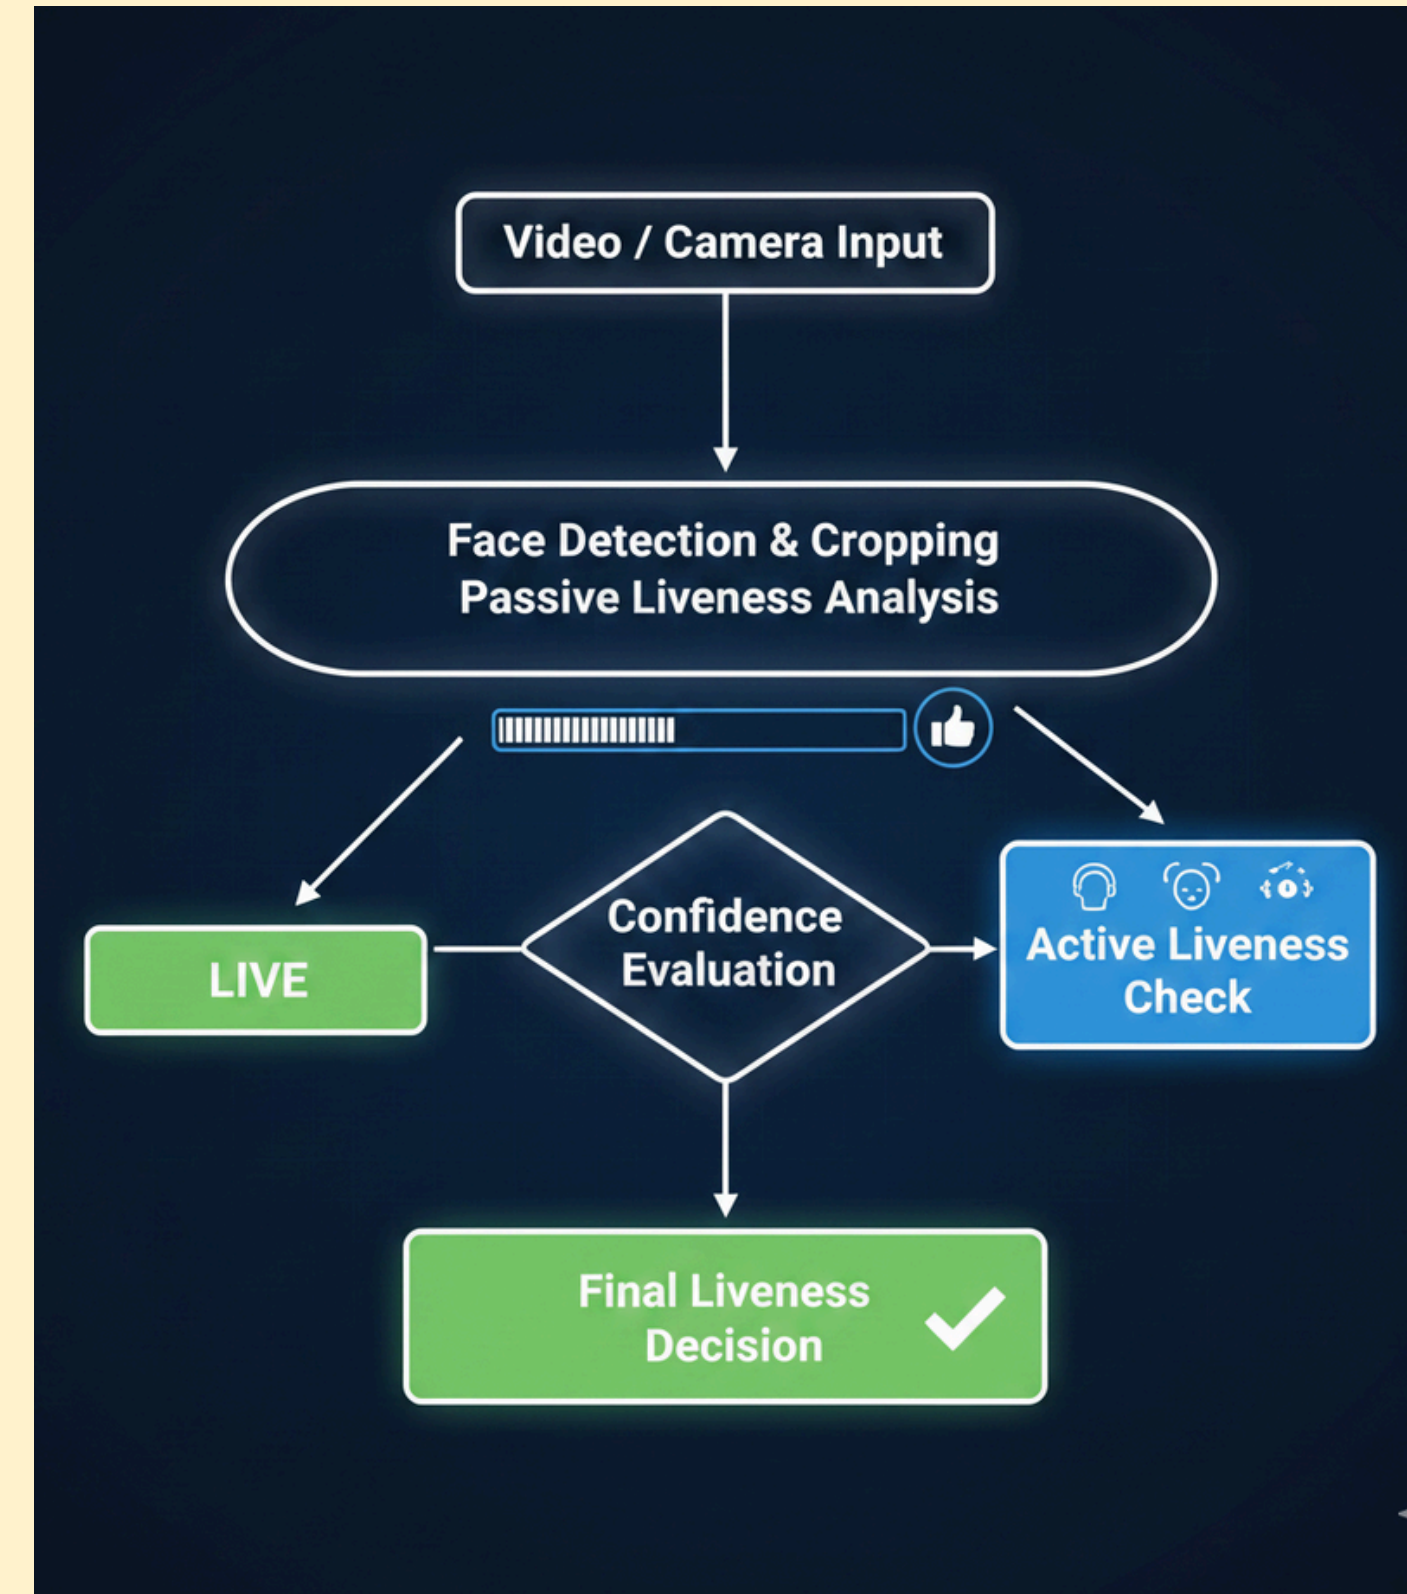 Video / Camera Input
Face Detection & Cropping
Passive Liveness Analysis
Confidence
Evaluation
LIVE
Active Liveness
Check
Final Liveness
Decision